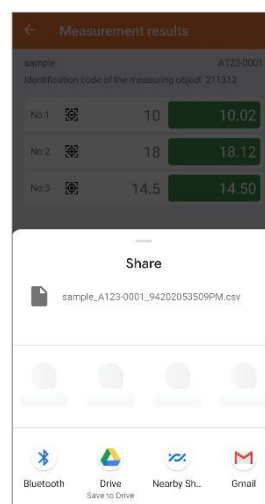 Measurement results
sample A123-0001
Identification code of the measuring object 211312
No.1 10 10.02
No.2 18 18.12
No.3 14.5 14.50
Share
sample_A123-0001_94202053509PM.csv
Bluetooth Drive Nearby Sh... Gmail
Save to Drive